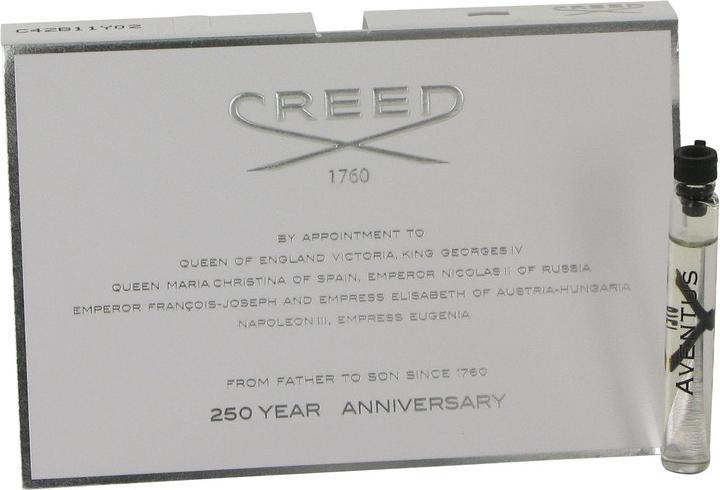 C42B11Y02
CREED
CREED
1760
BY APPOINTMENT TO
QUEEN OF ENGLAND VICTORIA, KING GEORGES IV
QUEEN MARIA CHRISTINA OF SPAIN, EMPEROR NICOLAS II OF RUSSIA
EMPEROR FRANÇOIS-JOSEPH AND EMPRESS ELISABETH OF AUSTRIA-HUNGARIA
NAPOLEON III, EMPRESS EUGENIA
FROM FATHER TO SON SINCE 1760
250 YEAR ANNIVERSARY
AVENTUS